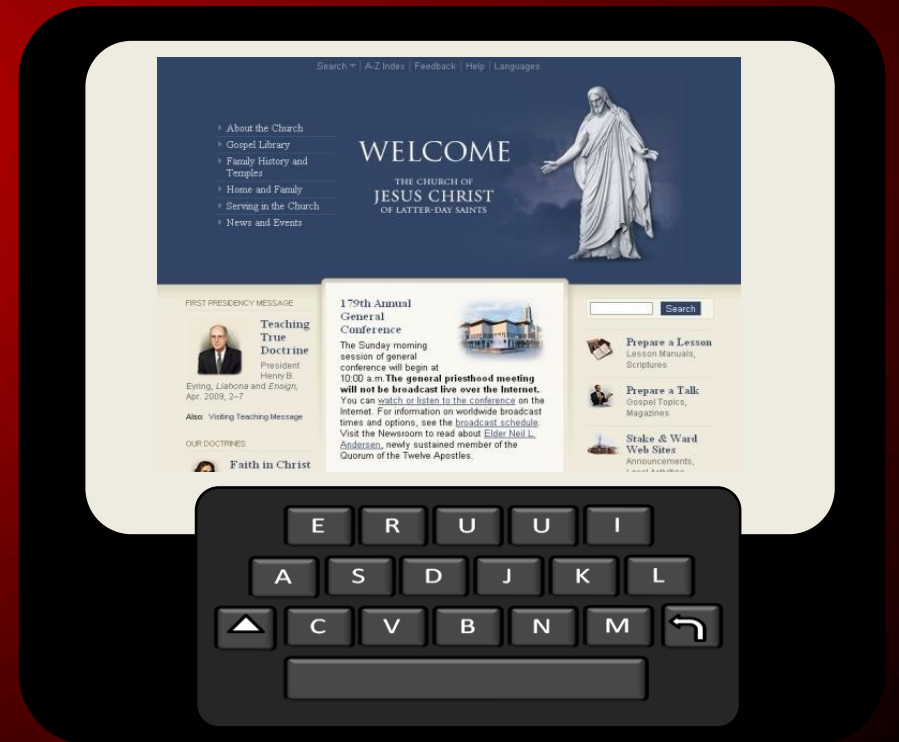 Search | A-Z Index | Feedback | Help | Languages
About the Church
Gospel Library
Family History and
Temples
Home and Family
Serving in the Church
News and Events
WELCOME
THE CHURCH OF
JESUS CHRIST
OF LATTER-DAY SAINTS
FIRST PRESIDENCY MESSAGE
Teaching
True
Doctrine
President
Henry B.
Eyring, Liahona and Ensign,
Apr. 2009, 2–7
Also: Visiting Teaching Message
OUR DOCTRINES
Faith in Christ
179th Annual
General
Conference
The Sunday morning
session of general
conference will begin at
10:00 a.m. The general priesthood meeting
will not be broadcast live over the Internet.
You can watch or listen to the conference on the
Internet. For information on worldwide broadcast
times and options, see the broadcast schedule.
Visit the Newsroom to read about Elder Neil L.
Andersen, newly sustained member of the
Quorum of the Twelve Apostles.
Search
Prepare a Lesson
Lesson Manuals,
Scriptures
Prepare a Talk
Gospel Topics,
Magazines
Stake & Ward
Web Sites
Announcements,
Local Activities
E R U U I
A S D J K L
C V B N M